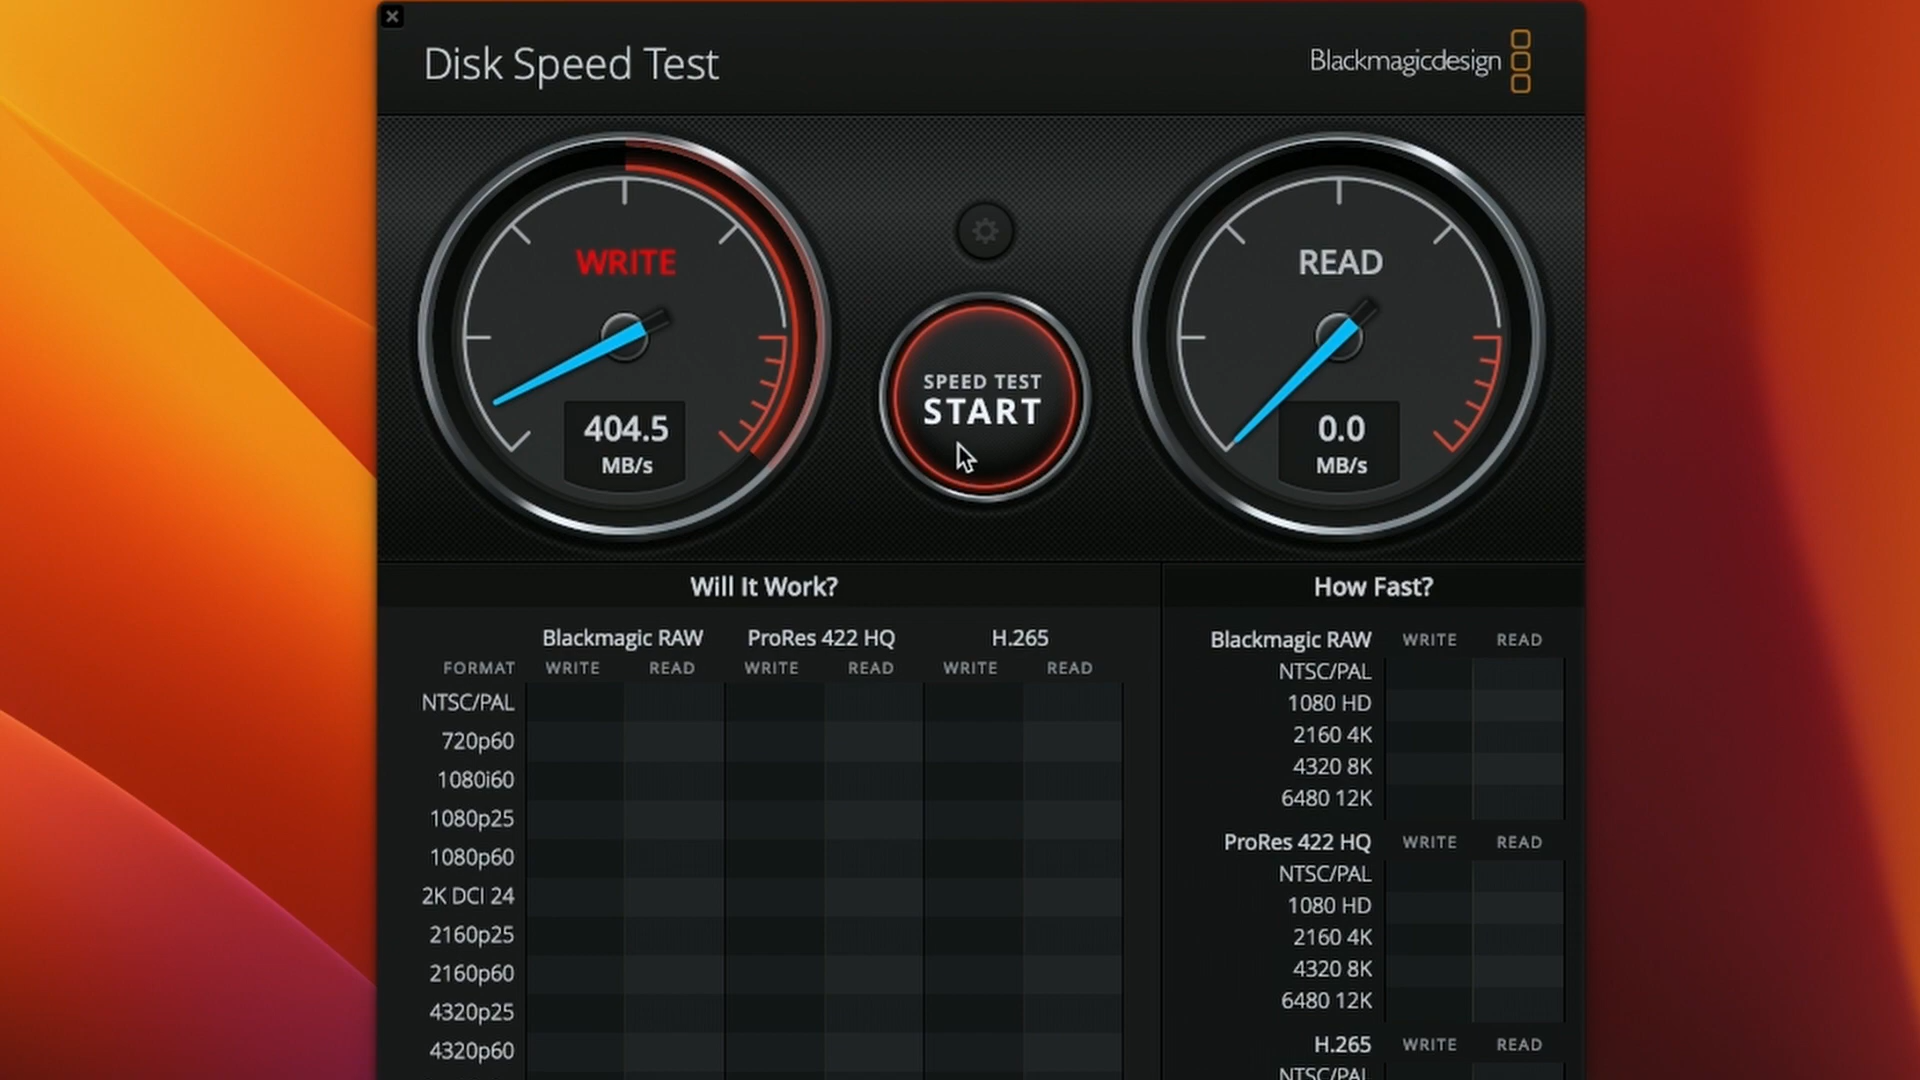 Disk Speed Test
Blackmagicdesign
WRITE
404.5
MB/s
SPEED TEST
START
READ
0.0
MB/s
Will It Work?
Blackmagic RAW ProRes 422 HQ H.265
FORMAT WRITE READ WRITE READ WRITE READ
NTSC/PAL
720p60
1080i60
1080p25
1080p60
2K DCI 24
2160p25
2160p60
4320p25
4320p60
How Fast?
Blackmagic RAW WRITE READ
NTSC/PAL
1080 HD
2160 4K
4320 8K
6480 12K
ProRes 422 HQ WRITE READ
NTSC/PAL
1080 HD
2160 4K
4320 8K
6480 12K
H.265 WRITE READ
NTSC/PAL